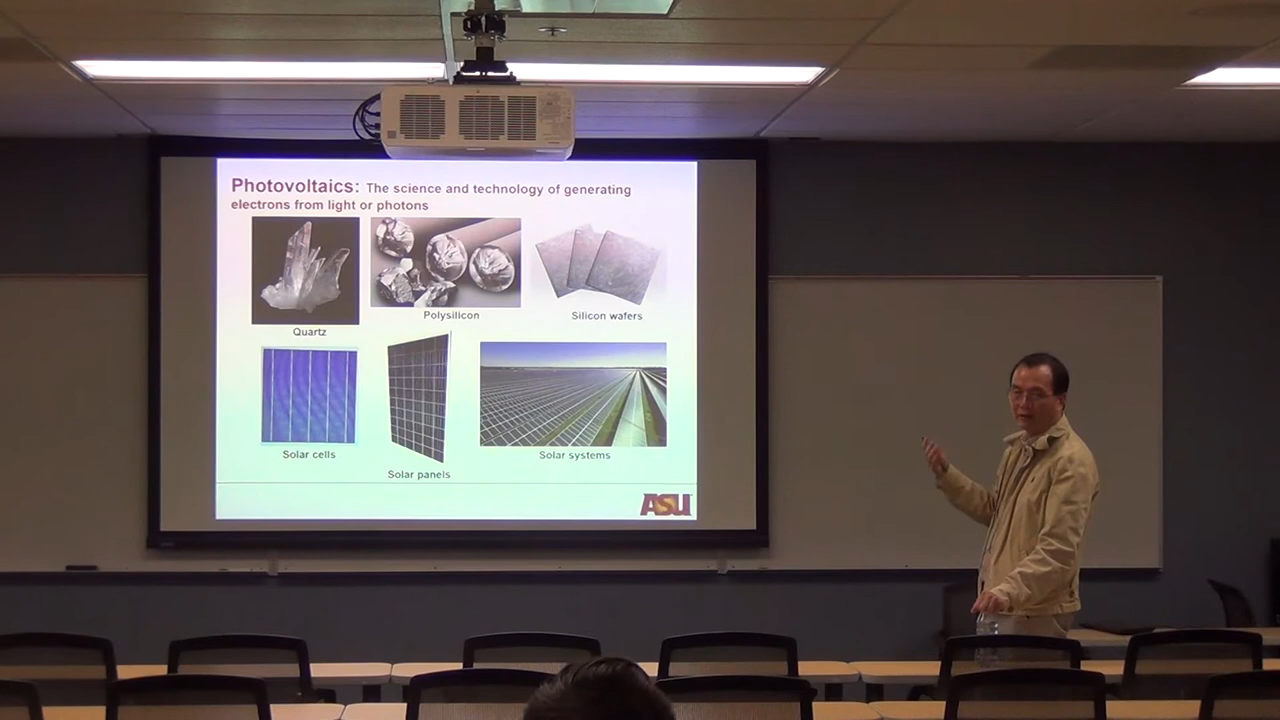 Photovoltaics: The science and technology of generating
electrons from light or photons
Quartz
Polysilicon
Silicon wafers
Solar cells
Solar panels
Solar systems
ASU